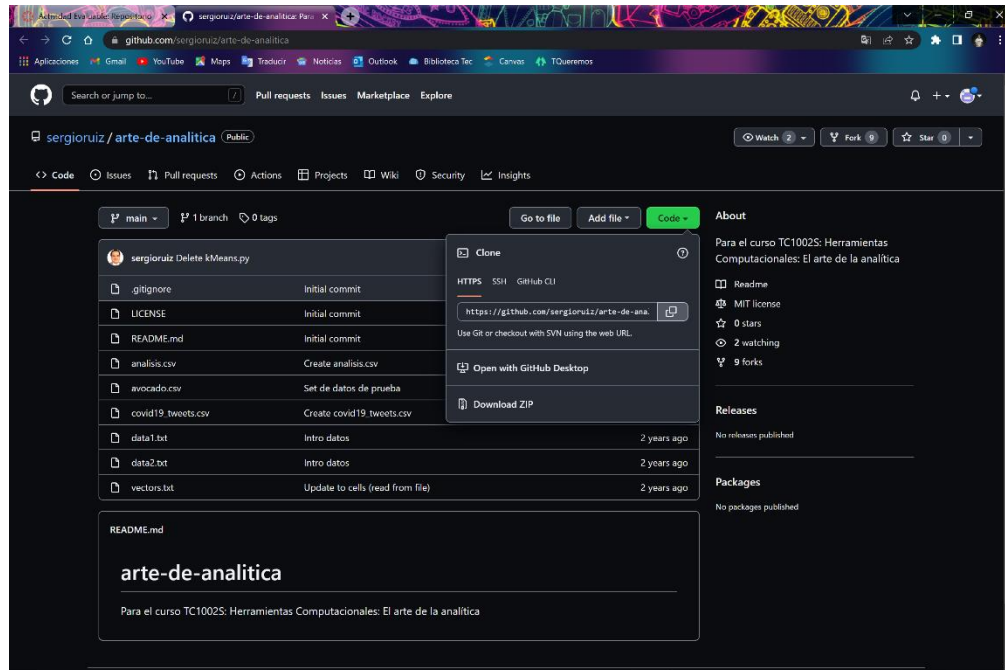 Actividad Evaluable: Repositorio
sergioruiz/arte-de-analitica: Para
github.com/sergioruiz/arte-de-analitica
Aplicaciones Gmail YouTube Maps Traducir Noticias Outlook Biblioteca Tec Canvas TQueremos
Search or jump to... / Pull requests Issues Marketplace Explore
sergioruiz / arte-de-analitica Public Watch 2 Fork 9 Star 0
Code Issues Pull requests Actions Projects Wiki Security Insights
main 1 branch 0 tags Go to file Add file Code
sergioruiz Delete kMeans.py
.gitignore Initial commit
LICENSE Initial commit
README.md Initial commit
analisis.csv Create analisis.csv
avocado.csv Set de datos de prueba
covid19_tweets.csv Create covid19_tweets.csv
data1.txt Intro datos 2 years ago
data2.txt Intro datos 2 years ago
vectors.txt Update to cells (read from file) 2 years ago
Clone
HTTPS SSH GitHub CLI
https://github.com/sergioruiz/arte-de-ana
Use Git or checkout with SVN using the web URL.
Open with GitHub Desktop
Download ZIP
README.md
arte-de-analitica
Para el curso TC1002S: Herramientas Computacionales: El arte de la analítica
About
Para el curso TC1002S: Herramientas
Computacionales: El arte de la analítica
Readme
MIT license
0 stars
2 watching
9 forks
Releases
No releases published
Packages
No packages published